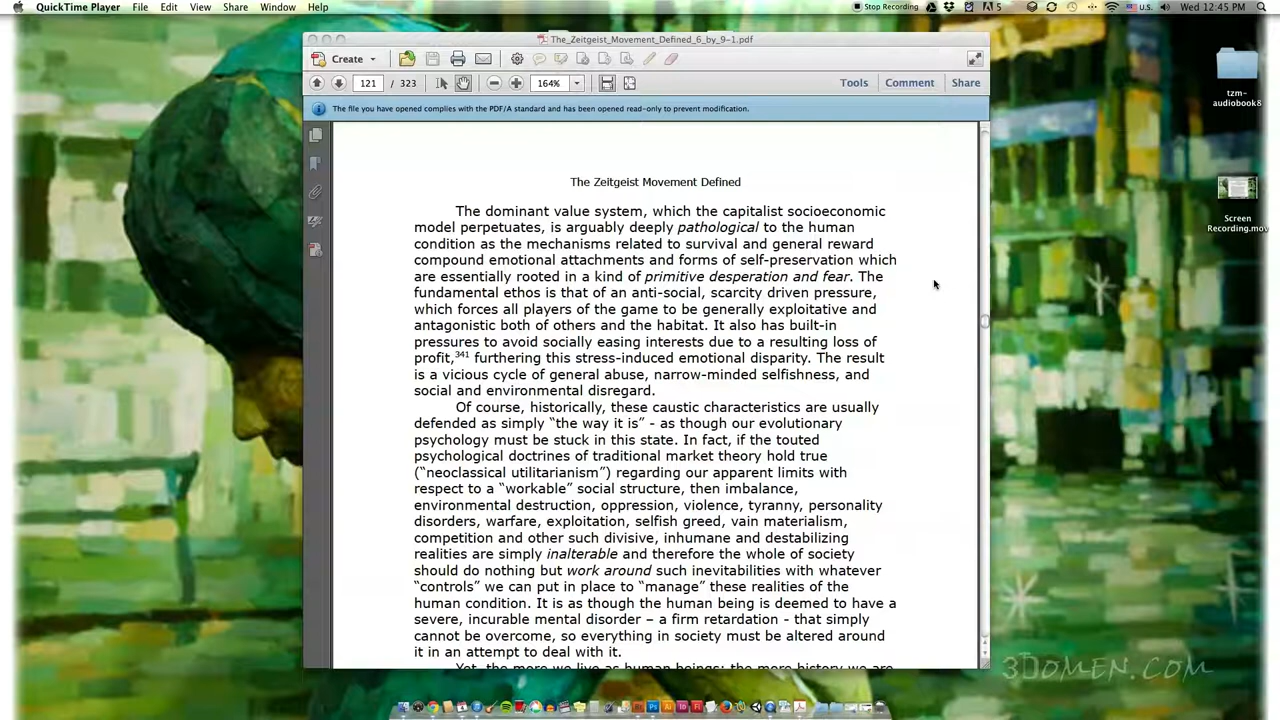 QuickTime Player File Edit View Share Window Help
Stop Recording
5
U.S.
Wed 12:45 PM
The_Zeitgeist_Movement_Defined_6_by_9-1.pdf
Create
121 / 323
164%
Tools Comment Share
The file you have opened complies with the PDF/A standard and has been opened read-only to prevent modification.
The Zeitgeist Movement Defined
The dominant value system, which the capitalist socioeconomic
model perpetuates, is arguably deeply pathological to the human
condition as the mechanisms related to survival and general reward
compound emotional attachments and forms of self-preservation which
are essentially rooted in a kind of primitive desperation and fear. The
fundamental ethos is that of an anti-social, scarcity driven pressure,
which forces all players of the game to be generally exploitative and
antagonistic both of others and the habitat. It also has built-in
pressures to avoid socially easing interests due to a resulting loss of
profit,³⁴¹ furthering this stress-induced emotional disparity. The result
is a vicious cycle of general abuse, narrow-minded selfishness, and
social and environmental disregard.
Of course, historically, these caustic characteristics are usually
defended as simply “the way it is” - as though our evolutionary
psychology must be stuck in this state. In fact, if the touted
psychological doctrines of traditional market theory hold true
(“neoclassical utilitarianism”) regarding our apparent limits with
respect to a “workable” social structure, then imbalance,
environmental destruction, oppression, violence, tyranny, personality
disorders, warfare, exploitation, selfish greed, vain materialism,
competition and other such divisive, inhumane and destabilizing
realities are simply inalterable and therefore the whole of society
should do nothing but work around such inevitabilities with whatever
“controls” we can put in place to “manage” these realities of the
human condition. It is as though the human being is deemed to have a
severe, incurable mental disorder – a firm retardation - that simply
cannot be overcome, so everything in society must be altered around
it in an attempt to deal with it.
Yet, the more we live as human beings; the more history we are
tzm-
audiobook8
Screen
Recording.mov
3DOMEN.COM